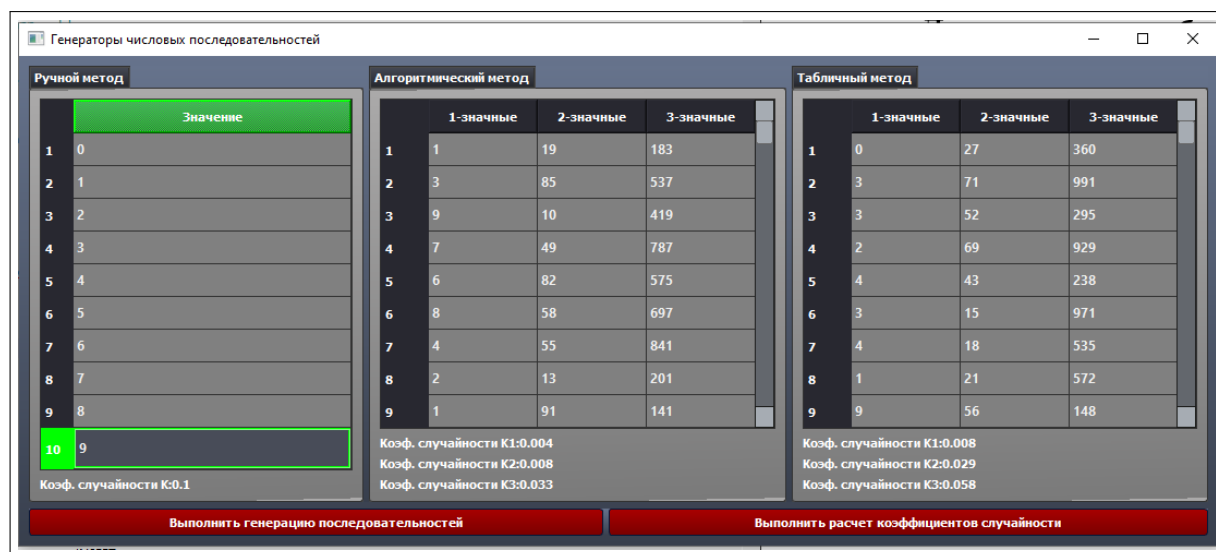 Генераторы числовых последовательностей
Ручной метод
Значение
1 0
2 1
3 2
4 3
5 4
6 5
7 6
8 7
9 8
10 9
Коэф. случайности K:0.1
Алгоритмический метод
1-значные 2-значные 3-значные
1 1 19 183
2 3 85 537
3 9 10 419
4 7 49 787
5 6 82 575
6 8 58 697
7 4 55 841
8 2 13 201
9 1 91 141
Коэф. случайности K1:0.004
Коэф. случайности K2:0.008
Коэф. случайности K3:0.033
Табличный метод
1-значные 2-значные 3-значные
1 0 27 360
2 3 71 991
3 3 52 295
4 2 69 929
5 4 43 238
6 3 15 971
7 4 18 535
8 1 21 572
9 9 56 148
Коэф. случайности K1:0.008
Коэф. случайности K2:0.029
Коэф. случайности K3:0.058
Выполнить генерацию последовательностей
Выполнить расчет коэффициентов случайности